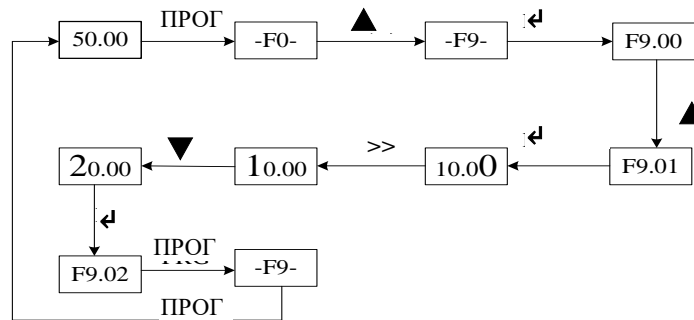 ПРОГ
50.00 -F0- ▲ -F9- ↵ F9.00
▲
20.00 ▼ 10.00 >> 10.00 ↵ F9.01
↵
F9.02 ПРОГ -F9-
ПРОГ